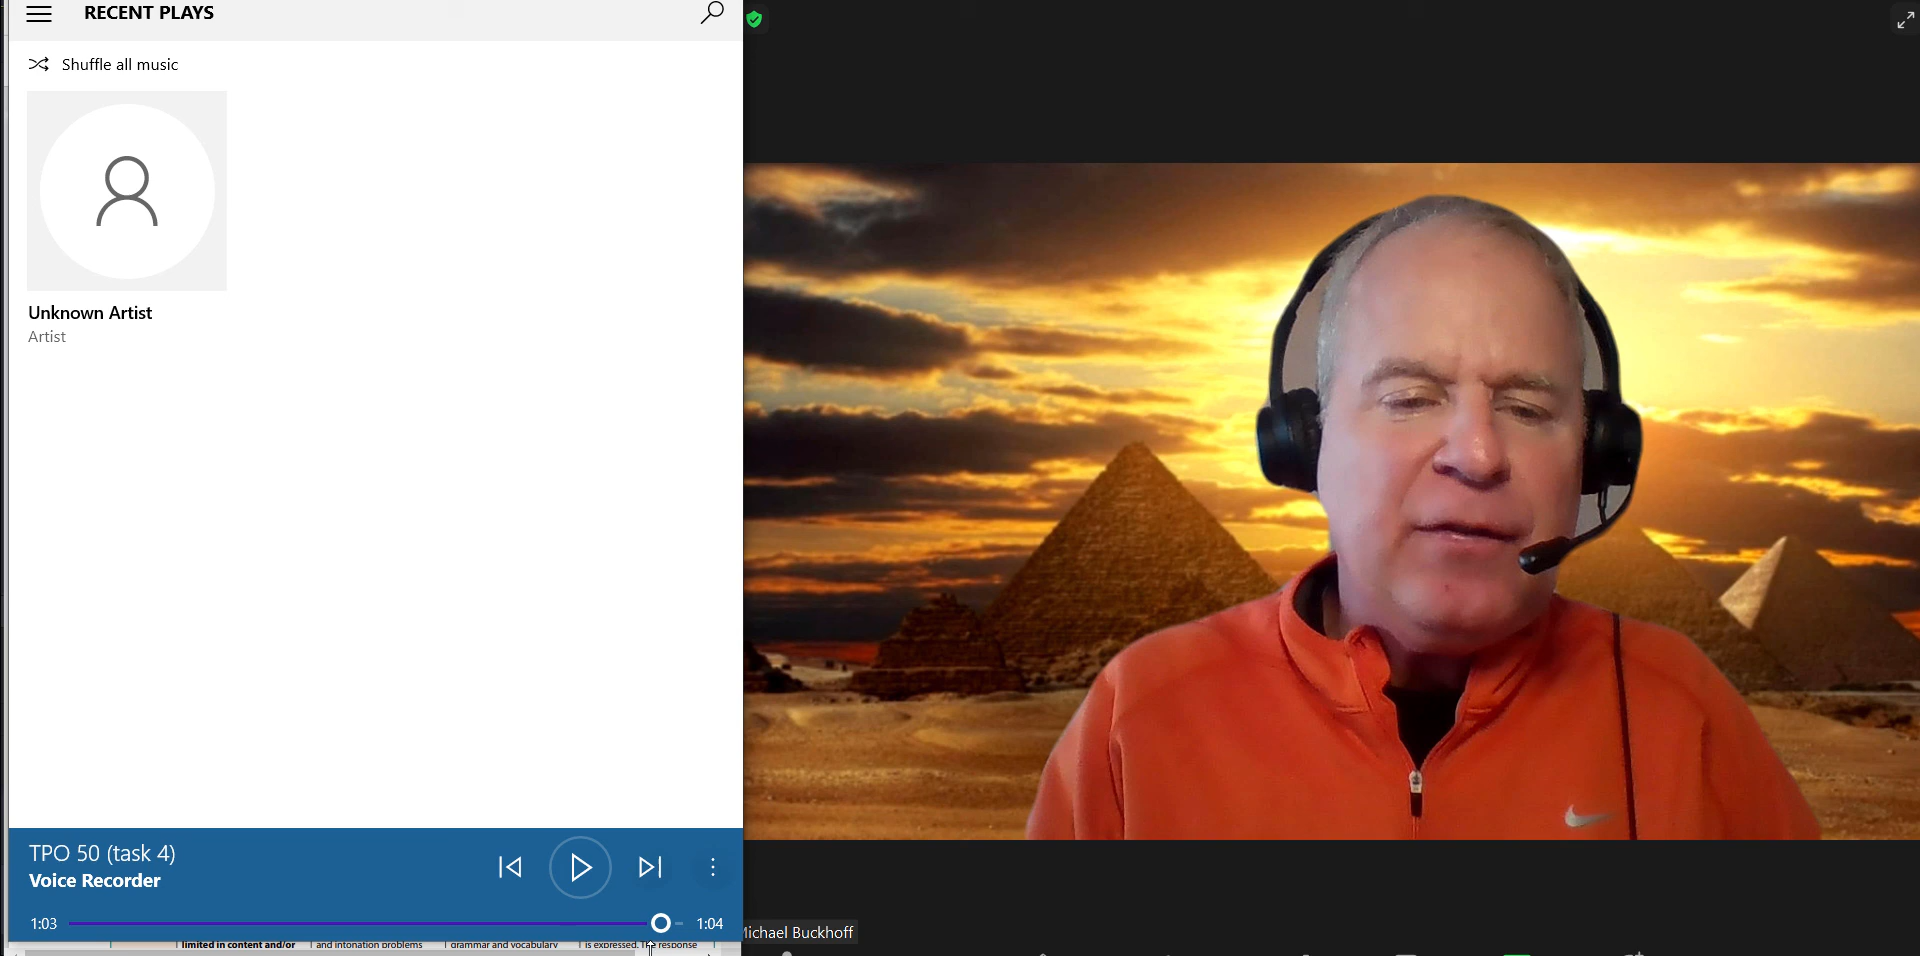 RECENT PLAYS
Shuffle all music
Unknown Artist
Artist
TPO 50 (task 4)
Voice Recorder
1:03
1:04
limited in content and/or
and intonation problems
grammar and vocabulary
is expressed. The response
Michael Buckhoff